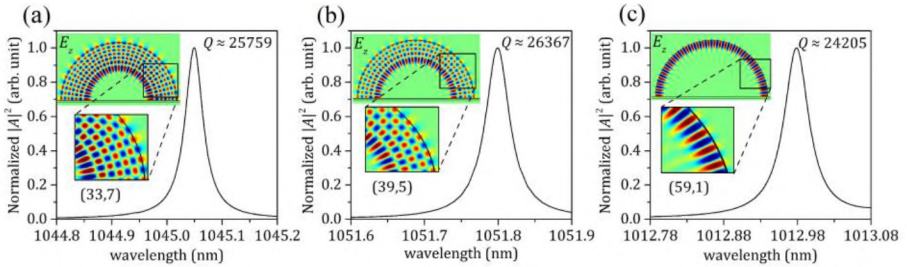 (a)
E_z
Q ≈ 25759
1.0
0.8
0.6
0.4
0.2
0.0
Normalized |A|² (arb. unit)
(33,7)
1044.8 1044.9 1045.0 1045.1 1045.2
wavelength (nm)
(b)
E_z
Q ≈ 26367
1.0
0.8
0.6
0.4
0.2
0.0
Normalized |A|² (arb. unit)
(39,5)
1051.6 1051.7 1051.8 1051.9
wavelength (nm)
(c)
E_z
Q ≈ 24205
1.0
0.8
0.6
0.4
0.2
0.0
Normalized |A|² (arb. unit)
(59,1)
1012.78 1012.88 1012.98 1013.08
wavelength (nm)